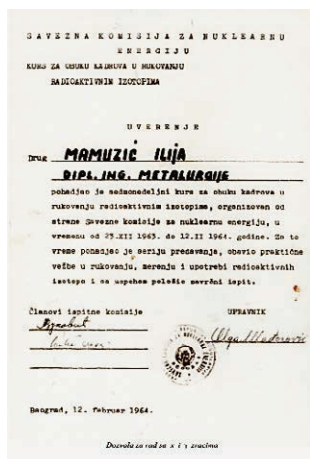 SAVEZNA KOMISIJA ZA NUKLEARNU
ENERGIJU
KURS ZA OBUKU KADROVA U RUKOVANJU
RADIOAKTIVNIM IZOTOPIMA
UVERENJE
Drug MAMUZIĆ ILIJA
DIPL. ING. METALURGIJE
pohadjao je sedmonedeljni kurs za obuku kadrova u
rukovanju radioaktivnim izotopima, organizovan od
strane Savezne komisije za nuklearnu energiju, u
vremenu od 23.XII 1963. do 12.II 1964. godine. Za to
vreme pohadjao je seriju predavanja, obavio praktične
vežbe u rukovanju, merenju i upotrebi radioaktivnih
izotopa i sa uspehom položio završni ispit.
Članovi ispitne komisije
UPRAVNIK
Beograd, 12. februar 1964.
Dozvola za rad sa zracima